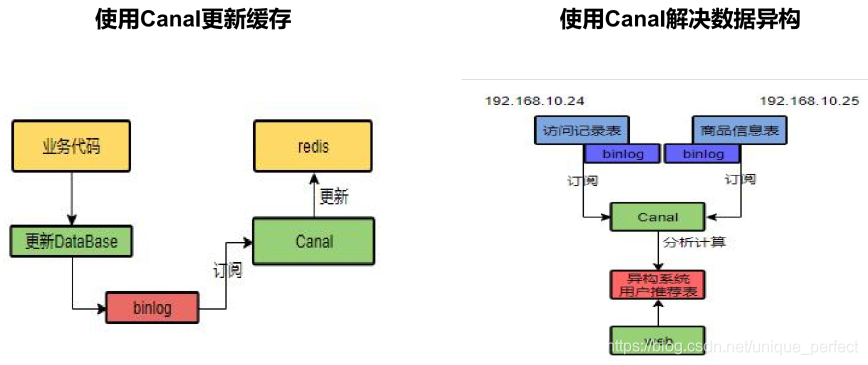 使用Canal更新缓存
业务代码
redis
更新
更新DataBase
Canal
订阅
binlog
使用Canal解决数据异构
192.168.10.24
192.168.10.25
访问记录表
商品信息表
binlog
binlog
订阅
订阅
Canal
分析计算
异构系统
用户推荐表
web
https://blog.csdn.net/unique_perfect